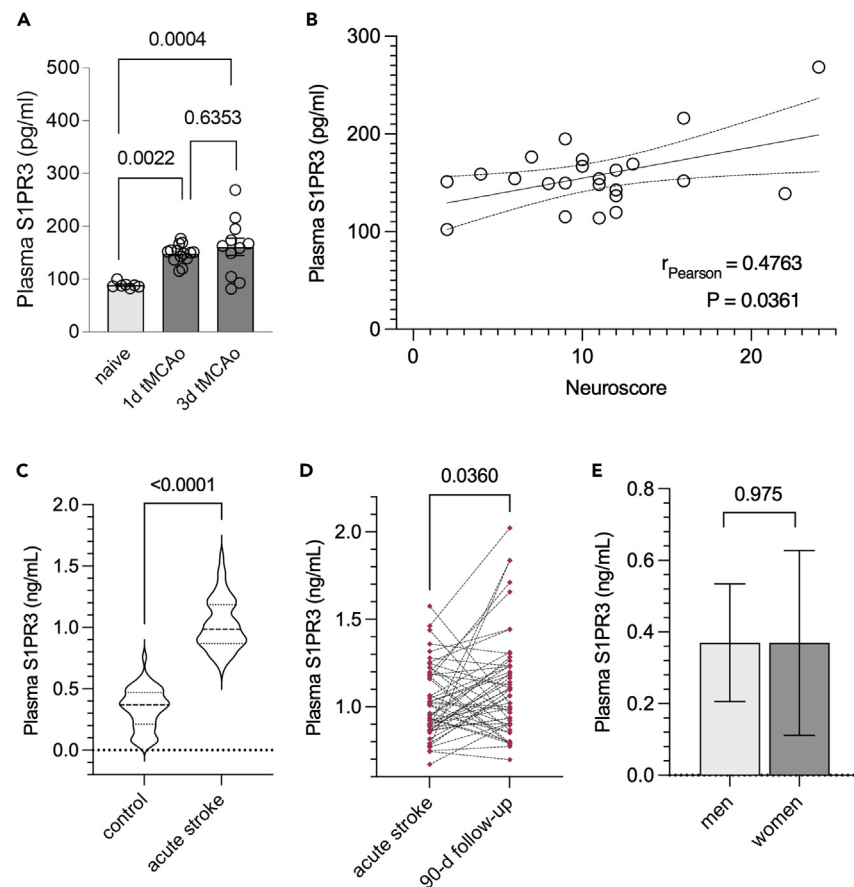 A
0.0004
500
400
300
200
100
0
Plasma S1PR3 (pg/ml)
0.6353
0.0022
naive
1d tMCAo
3d tMCAo
B
300
200
100
0
Plasma S1PR3 (pg/ml)
r Pearson = 0.4763
P = 0.0361
0
10
20
Neuroscore
C
<0.0001
2.0
1.5
1.0
0.5
0.0
Plasma S1PR3 (ng/mL)
control
acute stroke
D
0.0360
2.0
1.5
1.0
Plasma S1PR3 (ng/mL)
acute stroke
90-d follow-up
E
0.8
0.6
0.4
0.2
0.0
Plasma S1PR3 (ng/mL)
0.975
men
women